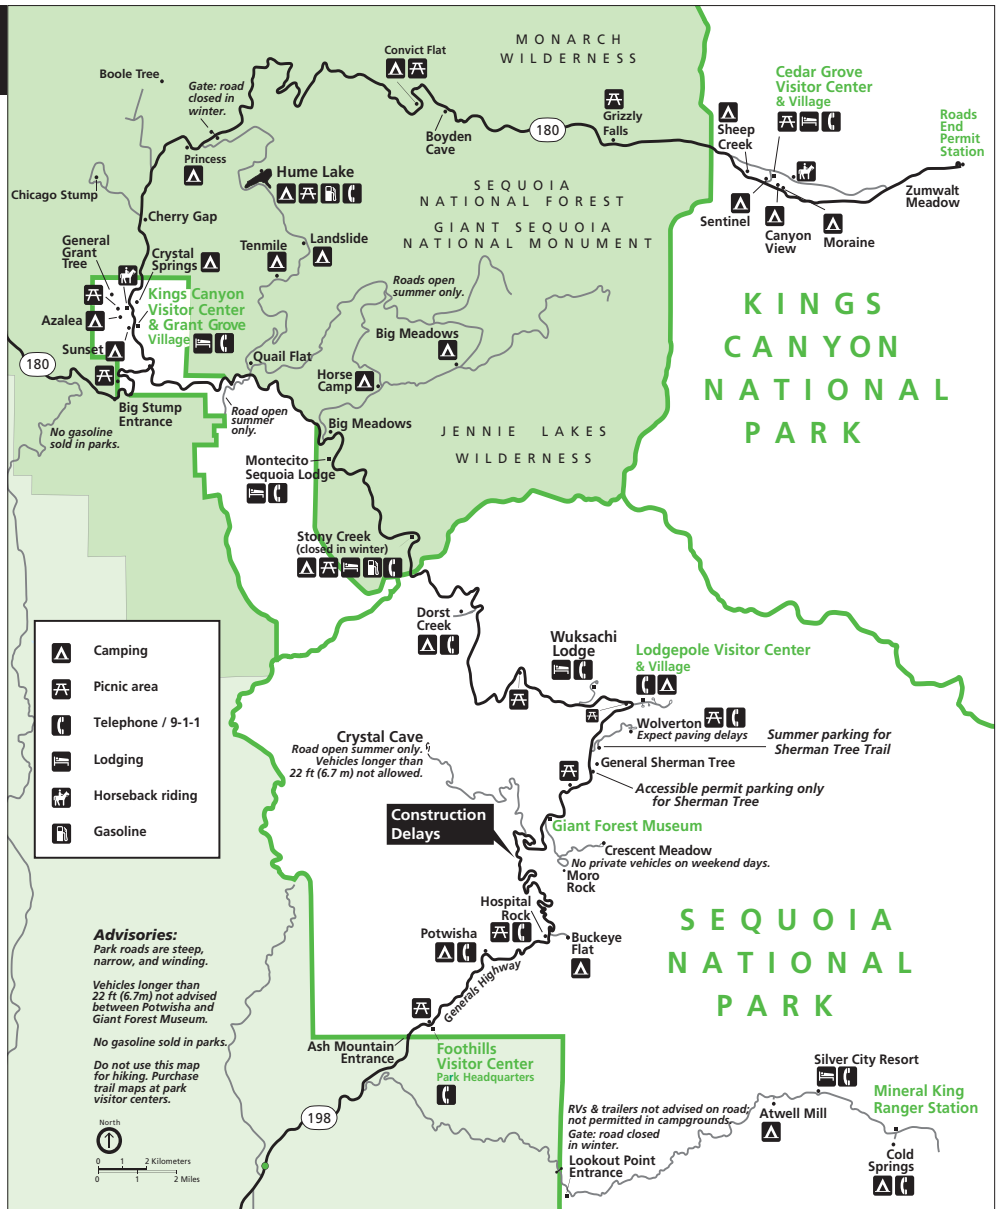 MONARCH
WILDERNESS
Convict Flat
Boole Tree
Gate: road
closed in
winter.
Cedar Grove
Visitor Center
& Village
Grizzly
Falls
Boyden
Cave
180
Sheep
Creek
Roads
End
Permit
Station
Princess
Hume Lake
Chicago Stump
SEQUOIA
NATIONAL FOREST
GIANT SEQUOIA
NATIONAL MONUMENT
Zumwalt
Meadow
Sentinel
Canyon
View
Moraine
Cherry Gap
General
Grant
Tree
Crystal
Springs
Tenmile
Landslide
Roads open
summer only.
Kings Canyon
Visitor Center
& Grant Grove
Village
Azalea
Sunset
180
Big Meadows
Quail Flat
Horse
Camp
KINGS
CANYON
NATIONAL
PARK
Big Stump
Entrance
Road open
summer
only.
No gasoline
sold in parks.
Big Meadows
JENNIE LAKES
WILDERNESS
Montecito
Sequoia Lodge
Stony Creek
(closed in winter)
Dorst
Creek
Wuksachi
Lodge
Lodgepole Visitor Center
& Village
Camping
Picnic area
Telephone / 9-1-1
Lodging
Horseback riding
Gasoline
Wolverton
Expect paving delays
Summer parking for
Sherman Tree Trail
Crystal Cave
Road open summer only.
Vehicles longer than
22 ft (6.7 m) not allowed.
General Sherman Tree
Accessible permit parking only
for Sherman Tree
Construction
Delays
Giant Forest Museum
Crescent Meadow
No private vehicles on weekend days.
Moro
Rock
Hospital
Rock
Potwisha
Buckeye
Flat
Generals Highway
SEQUOIA
NATIONAL
PARK
Advisories:
Park roads are steep,
narrow, and winding.
Vehicles longer than
22 ft (6.7m) not advised
between Potwisha and
Giant Forest Museum.
No gasoline sold in parks.
Do not use this map
for hiking. Purchase
trail maps at park
visitor centers.
Ash Mountain
Entrance
Foothills
Visitor Center
Park Headquarters
198
North
0 1 2 Kilometers
0 1 2 Miles
Silver City Resort
Mineral King
Ranger Station
RVs & trailers not advised on road;
not permitted in campgrounds.
Gate: road closed
in winter.
Atwell Mill
Lookout Point
Entrance
Cold
Springs